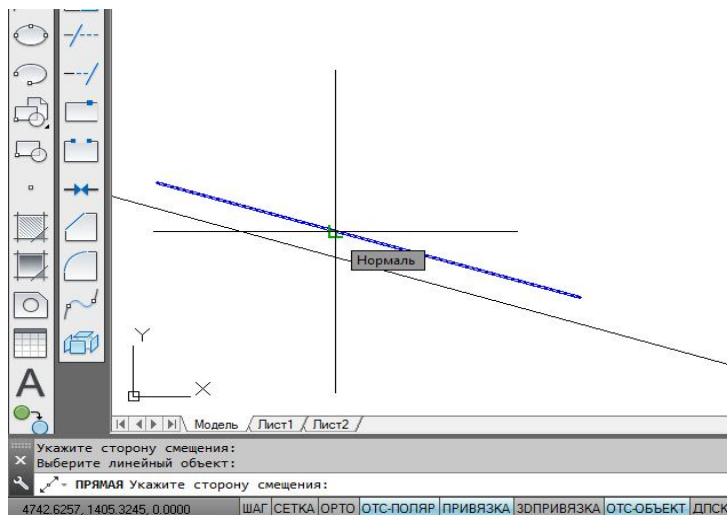 Нормаль
Y
X
A
Модель Лист1 Лист2
Укажите сторону смещения:
Выберите линейный объект:
ПРЯМАЯ Укажите сторону смещения:
4742.6257, 1405.3245, 0.0000 ШАГ СЕТКА ОРТО ОТС-ПОЛЯР ПРИВЯЗКА 3DПРИВЯЗКА ОТС-ОБЪЕКТ ДПСК